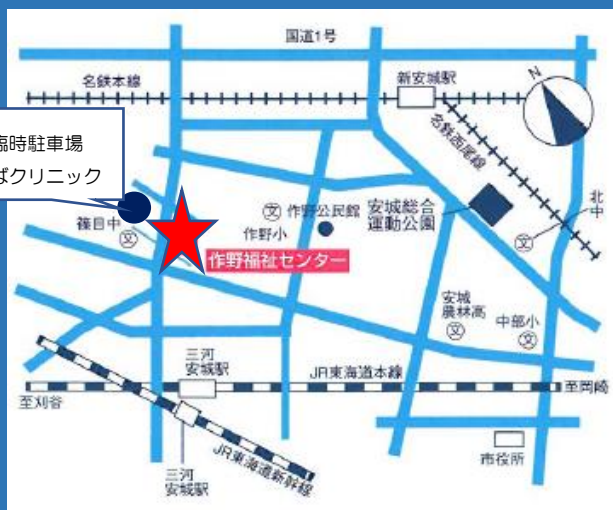 国道1号
名鉄本線
新安城駅
N
臨時駐車場
ばクリニック
名鉄西尾線
北中
篠目中
文
文
作野公民館
作野小
安城総合
運動公園
文
作野福祉センター
安城
農林高
文
中部小
文
三河
安城駅
JR東海道本線
至刈谷
至岡崎
三河
安城駅
JR東海道新幹線
市役所